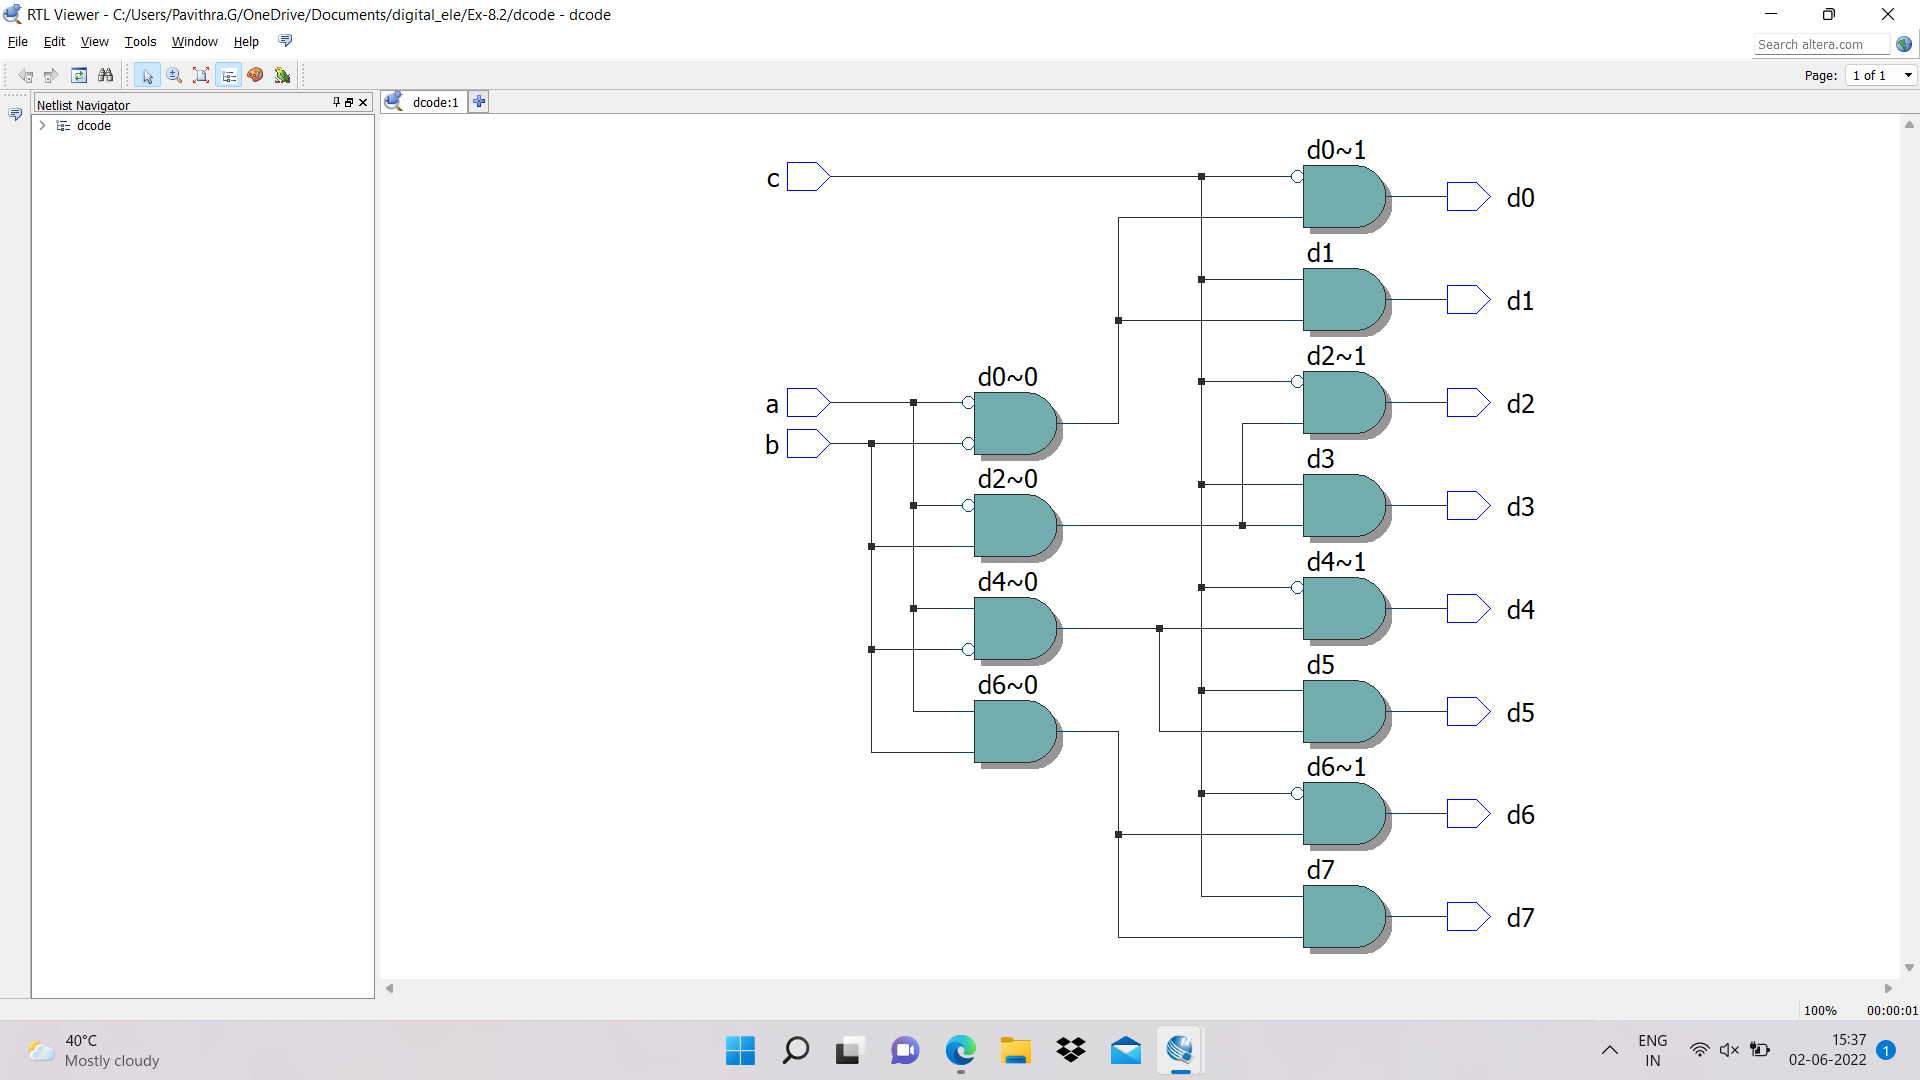 RTL Viewer - C:/Users/Pavithra.G/OneDrive/Documents/digital_ele/Ex-8.2/dcode - dcode
File Edit View Tools Window Help
Search altera.com
Page: 1 of 1
Netlist Navigator
dcode:1
dcode
d0~1
c
d0
d1
d1
d2~1
d0~0
a
d2
b
d3
d2~0
d3
d4~1
d4~0
d4
d5
d6~0
d5
d6~1
d6
d7
d7
100% 00:00:01
40°C
Mostly cloudy
ENG
IN
15:37
02-06-2022
1